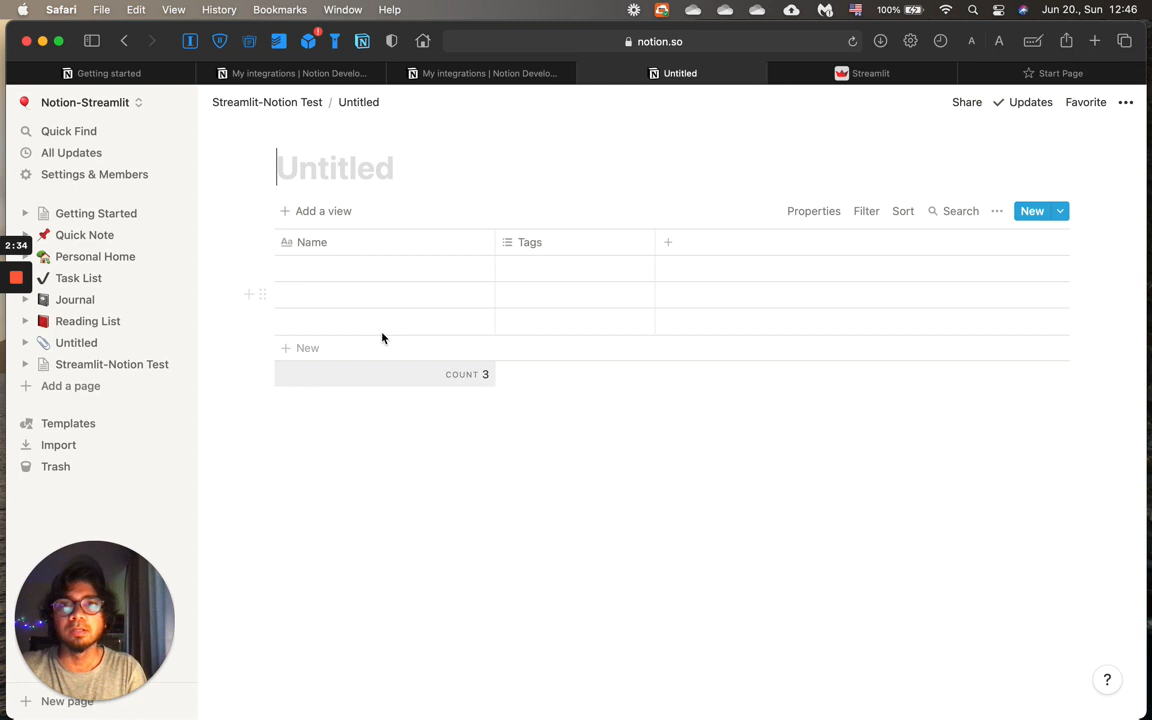 Safari File Edit View History Bookmarks Window Help 100% Jun 20., Sun 12:46
notion.so A A
Getting started My integrations | Notion Develo... My integrations | Notion Develo... Untitled Streamlit Start Page
Notion-Streamlit
Streamlit-Notion Test / Untitled Share Updates Favorite
Quick Find
All Updates
Settings & Members
Getting Started
Quick Note
2:34
Personal Home
Task List
Journal
Reading List
Untitled
Streamlit-Notion Test
Add a page
Templates
Import
Trash
New page
Untitled
Add a view Properties Filter Sort Search New
Aa Name Tags
New
COUNT 3
?